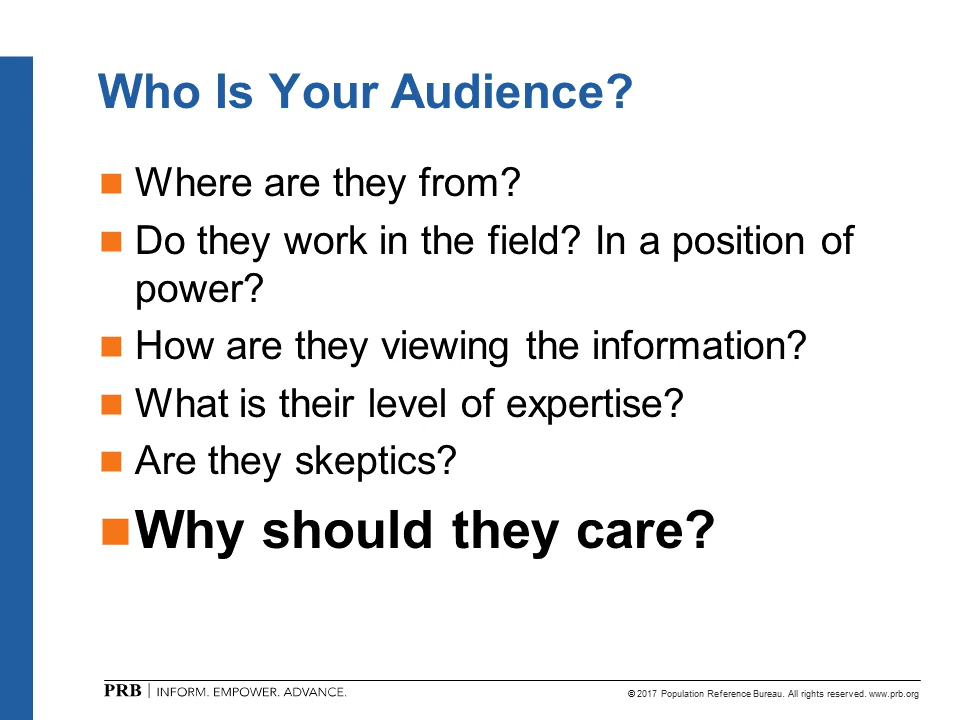 Who Is Your Audience?
Where are they from?
Do they work in the field? In a position of
power?
How are they viewing the information?
What is their level of expertise?
Are they skeptics?
Why should they care?
PRB | INFORM. EMPOWER. ADVANCE.
© 2017 Population Reference Bureau. All rights reserved. www.prb.org